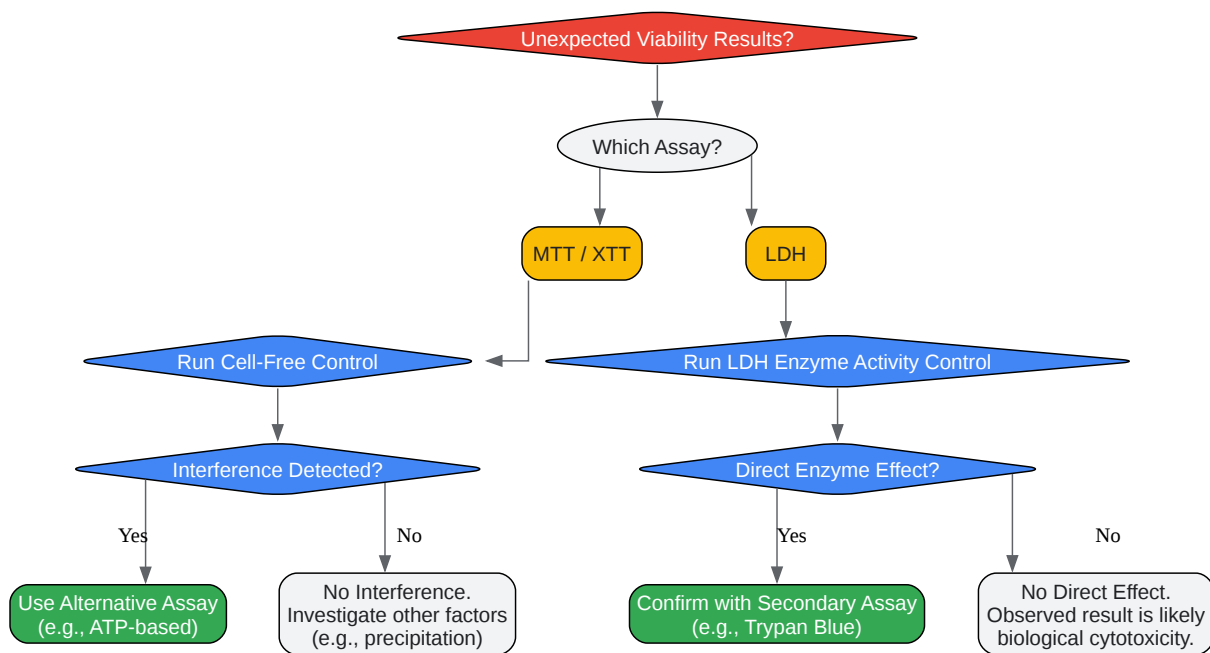 Unexpected Viability Results?
Which Assay?
MTT / XTT
LDH
Run Cell-Free Control
Run LDH Enzyme Activity Control
Interference Detected?
Direct Enzyme Effect?
Yes
No
Yes
No
Use Alternative Assay
(e.g., ATP-based)
No Interference.
Investigate other factors
(e.g., precipitation)
Confirm with Secondary Assay
(e.g., Trypan Blue)
No Direct Effect.
Observed result is likely
biological cytotoxicity.